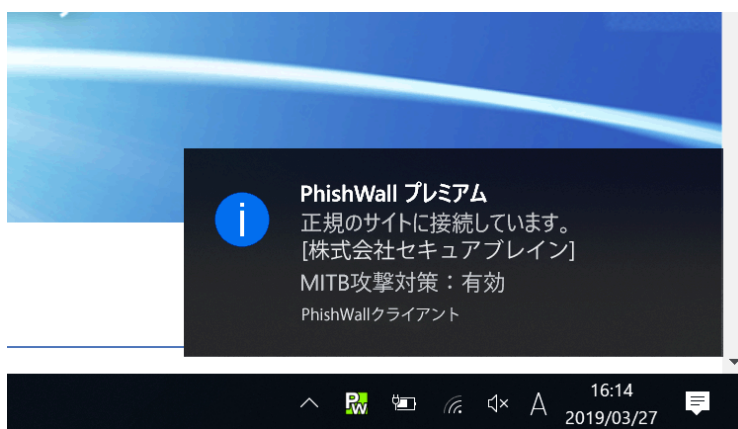 PhishWall プレミアム
正規のサイトに接続しています。
[株式会社セキュアブレイン]
MITB攻撃対策：有効
PhishWallクライアント
PW
A
16:14
2019/03/27